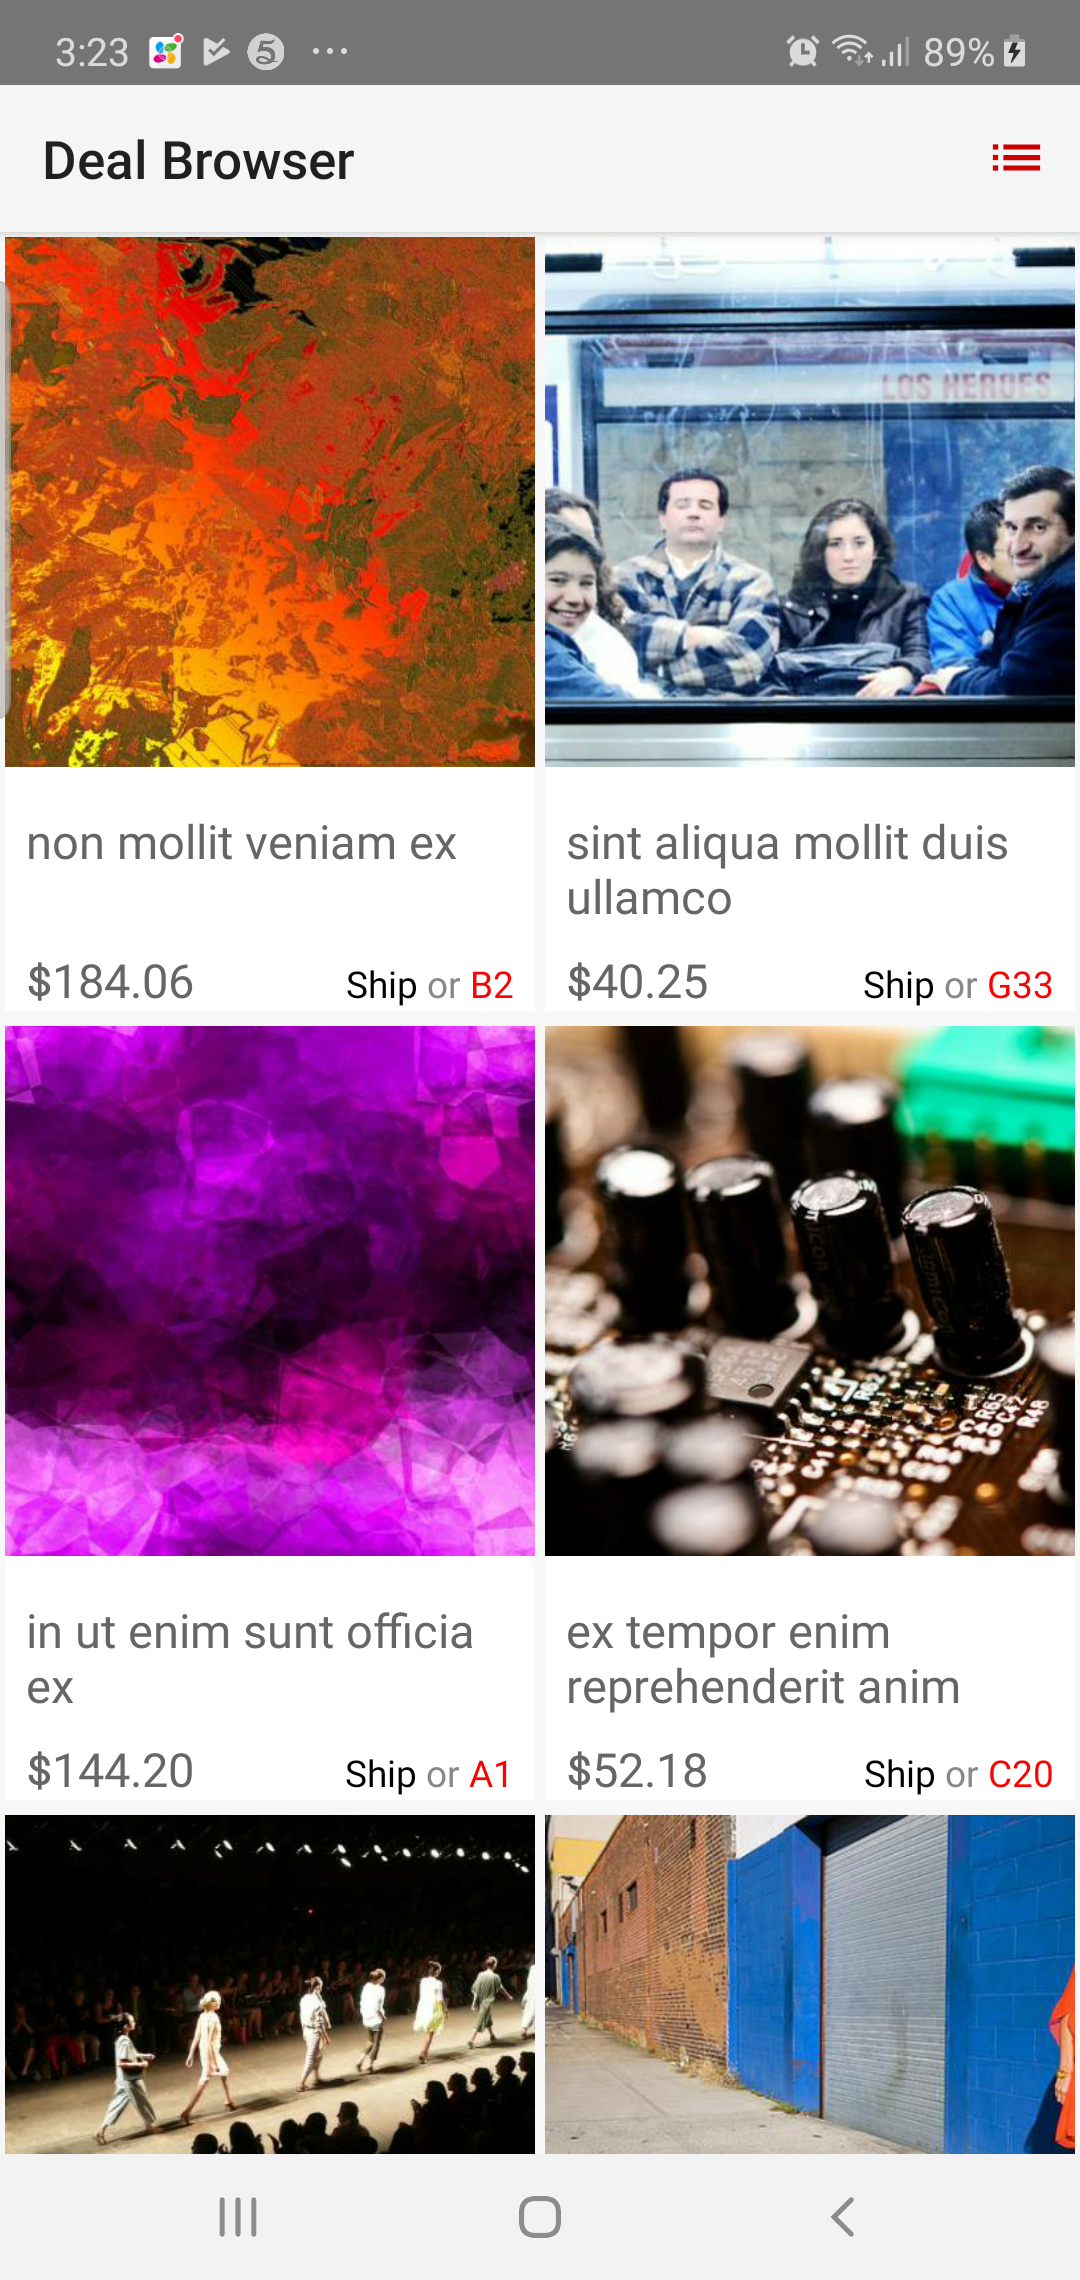 3:23
5
89%
Deal Browser
LOS HEROES
non mollit veniam ex
$184.06 Ship or B2
sint aliqua mollit duis
ullamco
$40.25 Ship or G33
in ut enim sunt officia
ex
$144.20 Ship or A1
ex tempor enim
reprehenderit anim
$52.18 Ship or C20